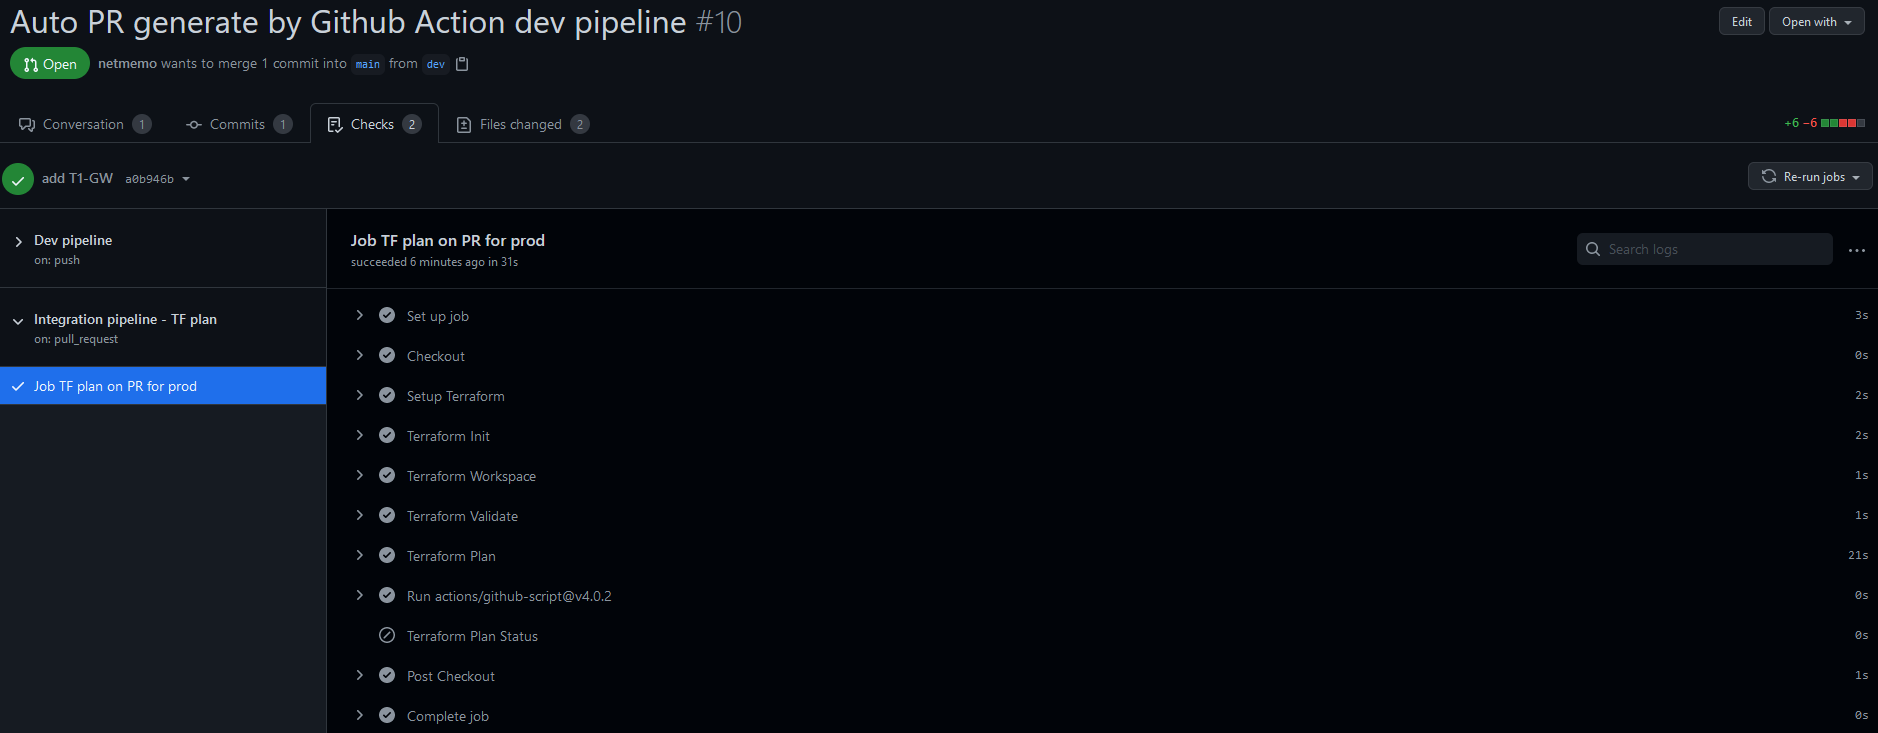 Auto PR generate by Github Action dev pipeline #10
Edit
Open with
Open netmemo wants to merge 1 commit into main from dev
Conversation 1
Commits 1
Checks 2
Files changed 2
+6 −6
add T1-GW a0b946b
Re-run jobs
Dev pipeline
on: push
Integration pipeline - TF plan
on: pull_request
Job TF plan on PR for prod
Job TF plan on PR for prod
succeeded 6 minutes ago in 31s
Search logs
Set up job 3s
Checkout 0s
Setup Terraform 2s
Terraform Init 2s
Terraform Workspace 1s
Terraform Validate 1s
Terraform Plan 21s
Run actions/github-script@v4.0.2 0s
Terraform Plan Status 0s
Post Checkout 1s
Complete job 0s